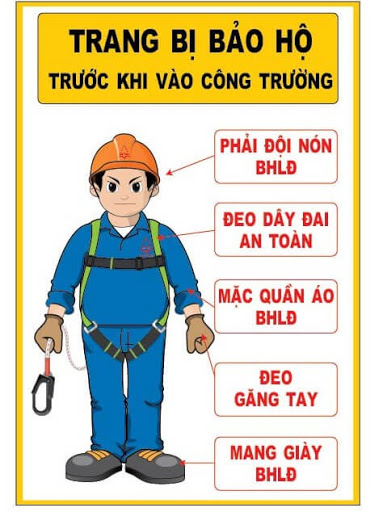 TRANG BỊ BẢO HỘ
TRƯỚC KHI VÀO CÔNG TRƯỜNG
PHẢI ĐỘI NÓN
BHLĐ
ĐEO DÂY ĐAI
AN TOÀN
MẶC QUẦN ÁO
BHLĐ
ĐEO
GĂNG TAY
MANG GIÀY
BHLĐ